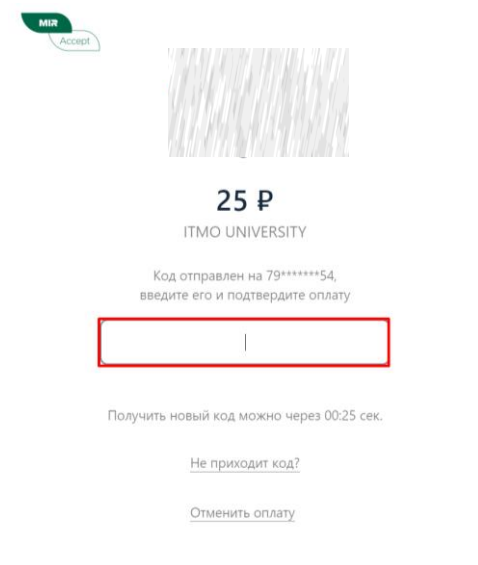 MIR
Accept
25 ₽
ITMO UNIVERSITY
Код отправлен на 79*******54,
введите его и подтвердите оплату
Получить новый код можно через 00:25 сек.
Не приходит код?
Отменить оплату